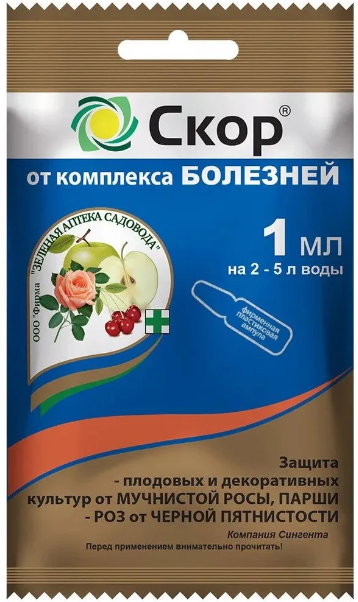 Скор®
от комплекса БОЛЕЗНЕЙ
ООО "Фирма "ЗЕЛЕНАЯ АПТЕКА САДОВОДА"
1 мл
на 2 - 5 л воды
фирменная
пластиковая
ампула
Защита
- плодовых и декоративных
культур от МУЧНИСТОЙ РОСЫ, ПАРШИ
- РОЗ от ЧЕРНОЙ ПЯТНИСТОСТИ
Компания Сингента
Перед применением внимательно прочитать!